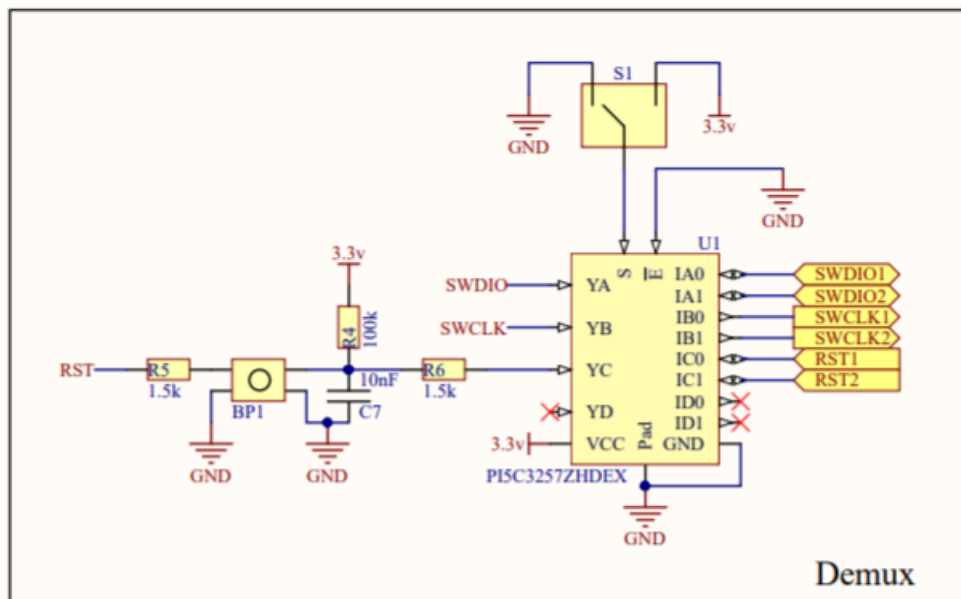 S1
GND
3.3v
GND
U1
3.3v
S
E
SWDIO
YA
IA0
SWDIO1
IA1
SWDIO2
R4
100k
SWCLK
YB
IB0
SWCLK1
IB1
SWCLK2
RST
R5
1.5k
BP1
10nF
C7
R6
1.5k
YC
IC0
RST1
IC1
RST2
YD
ID0
ID1
3.3v
VCC
Pad
GND
GND
GND
PI5C3257ZHDEX
GND
Demux